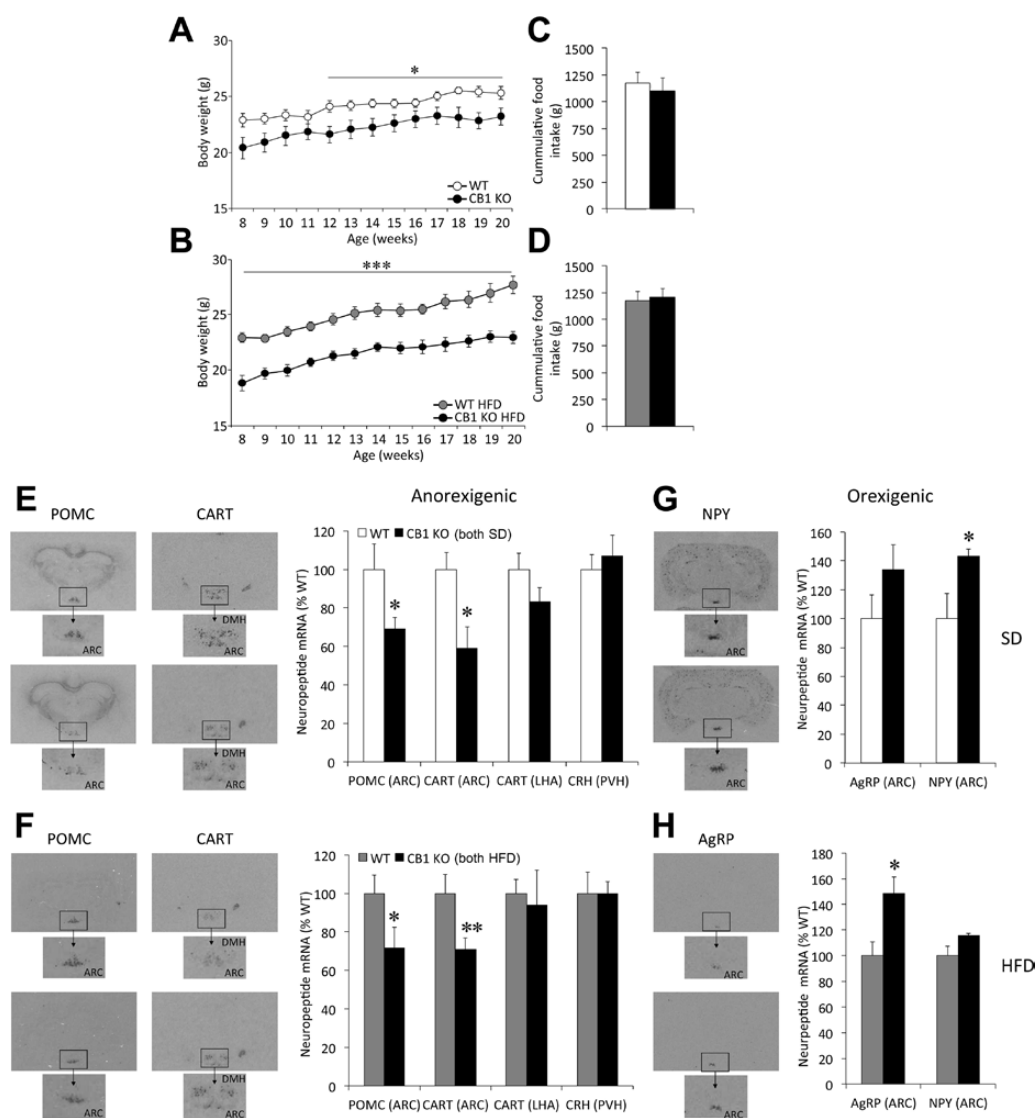 A
30
25
20
15
Body weight (g)
*
WT
CB1 KO
8 9 10 11 12 13 14 15 16 17 18 19 20
Age (weeks)
C
1500
1250
1000
750
500
250
0
Cummulative food
intake (g)
B
30
25
20
15
Body weight (g)
***
WT HFD
CB1 KO HFD
8 9 10 11 12 13 14 15 16 17 18 19 20
Age (weeks)
D
1500
1250
1000
750
500
250
0
Cummulative food
intake (g)
E
POMC
CART
ARC
DMH
ARC
ARC
DMH
ARC
Anorexigenic
WT CB1 KO (both SD)
120
100
80
60
40
20
0
Neuropeptide mRNA (% WT)
*
*
POMC (ARC) CART (ARC) CART (LHA) CRH (PVH)
G
NPY
ARC
ARC
Orexigenic
160
140
120
100
80
60
40
20
0
Neurpeptide mRNA (% WT)
*
AgRP (ARC) NPY (ARC)
SD
F
POMC
CART
ARC
DMH
ARC
ARC
DMH
ARC
WT CB1 KO (both HFD)
120
100
80
60
40
20
0
Neuropeptide mRNA (% WT)
*
**
POMC (ARC) CART (ARC) CART (LHA) CRH (PVH)
H
AgRP
ARC
ARC
180
160
140
120
100
80
60
40
20
0
Neurpeptide mRNA (% WT)
*
AgRP (ARC) NPY (ARC)
HFD